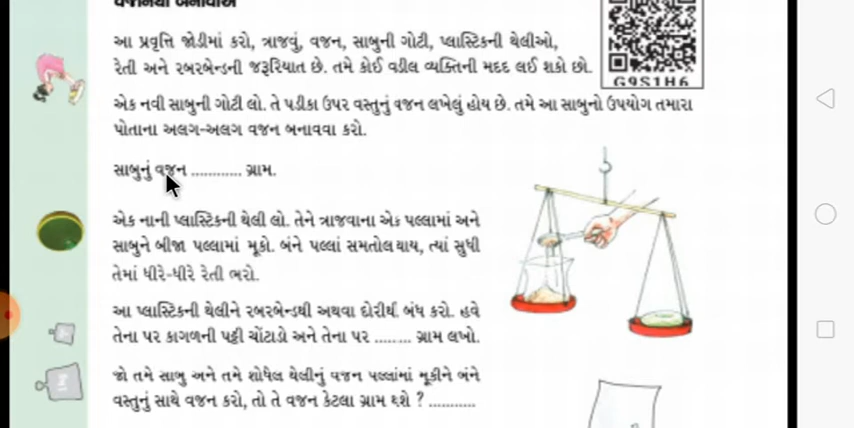 વજનિયાં બનાવીએ
આ પ્રવૃત્તિ જોડીમાં કરો, ત્રાજવું, વજન, સાબુની ગોટી, પ્લાસ્ટિકની થેલીઓ,
રેતી અને રબરબેન્ડની જરૂરિયાત છે. તમે કોઈ વડીલ વ્યક્તિની મદદ લઈ શકો છો.
G9S1H6
એક નવી સાબુની ગોટી લો. તે પડીકા ઉપર વસ્તુનું વજન લખેલું હોય છે. તમે આ સાબુનો ઉપયોગ તમારા
પોતાના અલગ-અલગ વજન બનાવવા કરો.
સાબુનું વજન ............ ગ્રામ.
એક નાની પ્લાસ્ટિકની થેલી લો. તેને ત્રાજવાના એક પલ્લામાં અને
સાબુને બીજા પલ્લામાં મૂકો. બંને પલ્લાં સમતોલ થાય, ત્યાં સુધી
તેમાં ધીરે-ધીરે રેતી ભરો.
આ પ્લાસ્ટિકની થેલીને રબરબેન્ડથી અથવા દોરીથી બંધ કરો. હવે
તેના પર કાગળની પટ્ટી ચોંટાડો અને તેના પર ......... ગ્રામ લખો.
જો તમે સાબુ અને તમે શોધેલ થેલીનું વજન પલ્લાંમાં મૂકીને બંને
વસ્તુનું સાથે વજન કરો, તો તે વજન કેટલા ગ્રામ હશે ? ...........